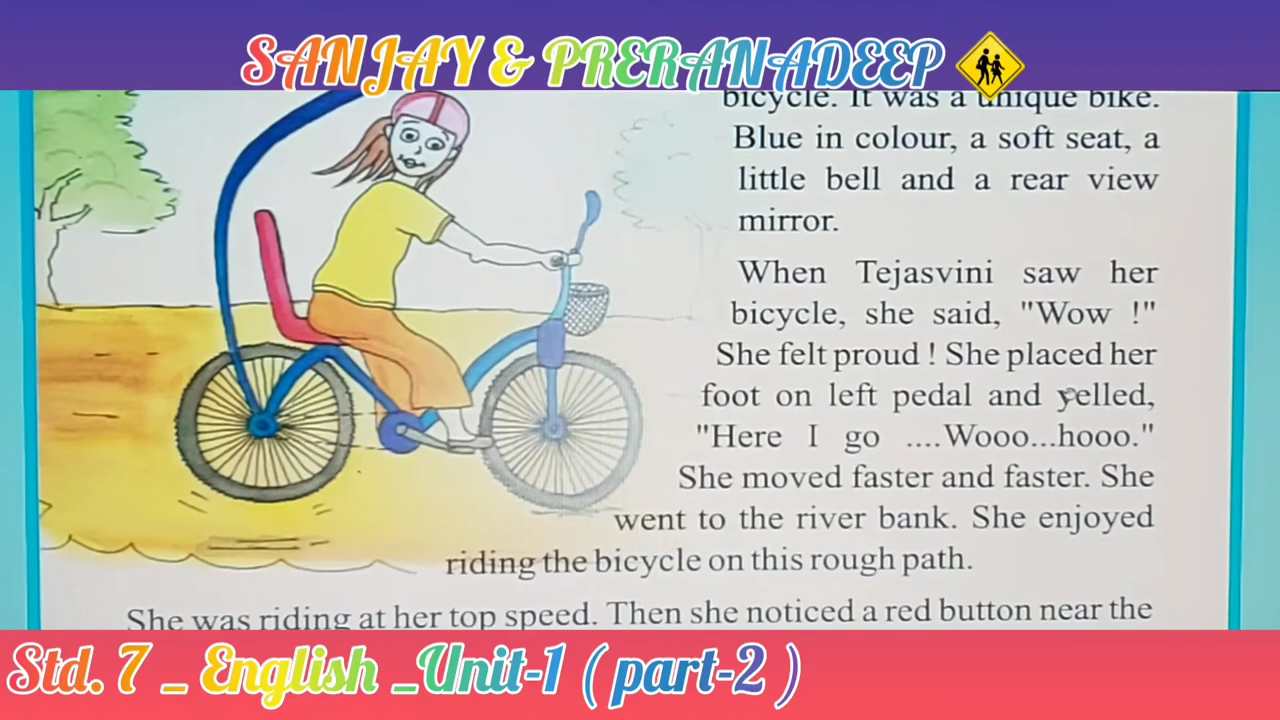 SANJAY & PRERANADEEP
bicycle. It was a unique bike.
Blue in colour, a soft seat, a
little bell and a rear view
mirror.
When Tejasvini saw her
bicycle, she said, "Wow !"
She felt proud ! She placed her
foot on left pedal and yelled,
"Here I go ....Wooo...hooo."
She moved faster and faster. She
went to the river bank. She enjoyed
riding the bicycle on this rough path.
She was riding at her top speed. Then she noticed a red button near the
Std. 7 _ English _Unit-1 ( part-2 )